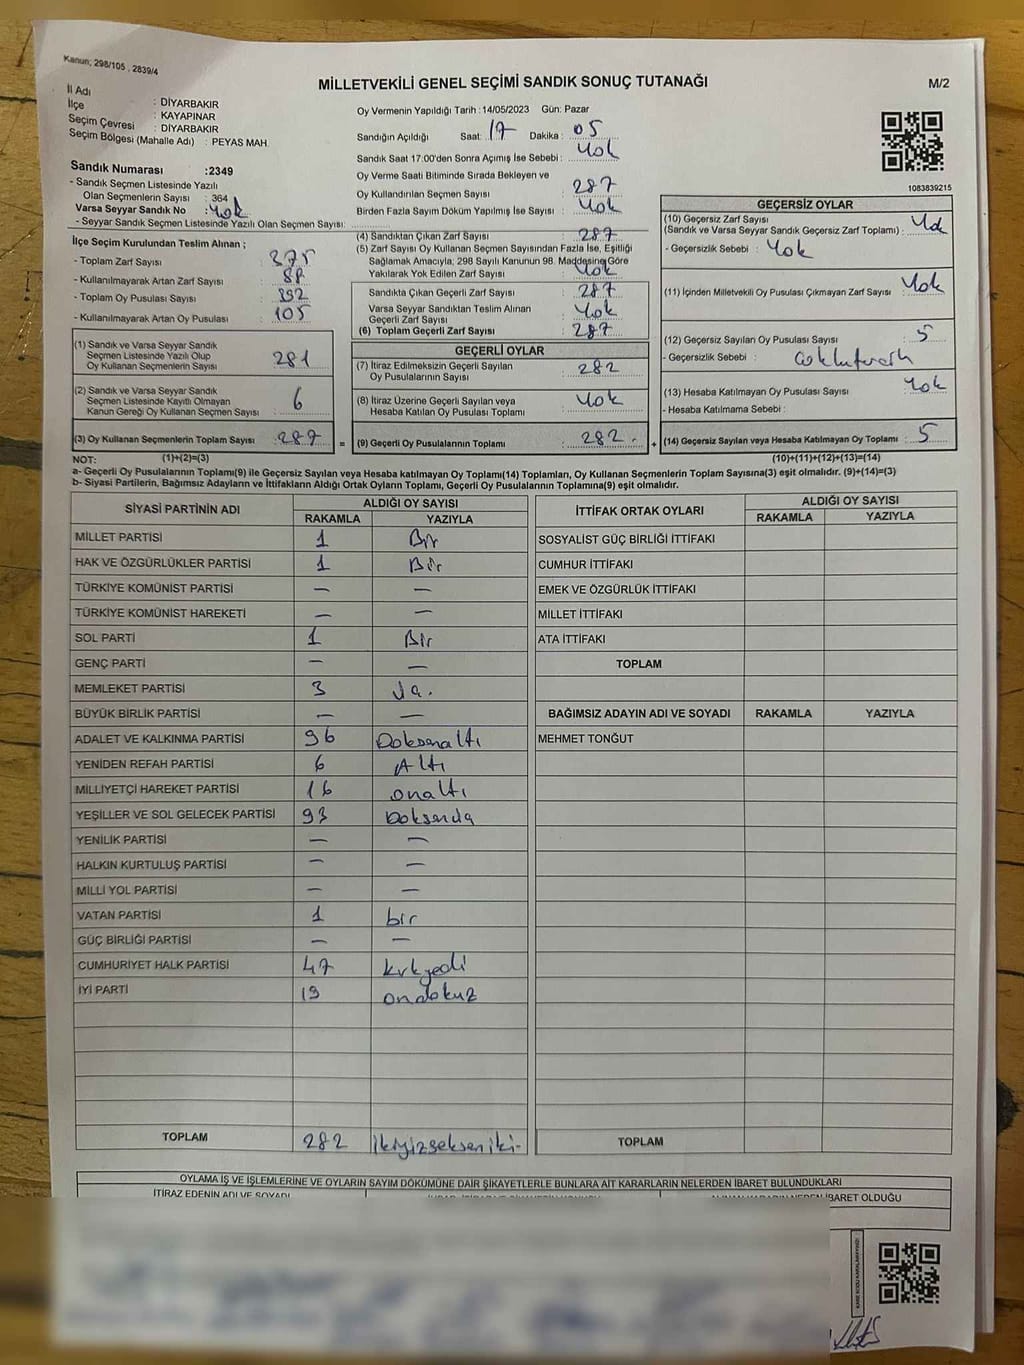 Kanun; 298/105 , 2839/4
MİLLETVEKİLİ GENEL SEÇİMİ SANDIK SONUÇ TUTANAĞI
M/2
İl Adı : DİYARBAKIR
İlçe : KAYAPINAR
Seçim Çevresi : DİYARBAKIR
Seçim Bölgesi (Mahalle Adı) : PEYAS MAH.
Sandık Numarası :2349
- Sandık Seçmen Listesinde Yazılı
Olan Seçmenlerin Sayısı : 364
Varsa Seyyar Sandık No : Yok
- Seyyar Sandık Seçmen Listesinde Yazılı Olan Seçmen Sayısı:
Oy Vermenin Yapıldığı Tarih :14/05/2023 Gün: Pazar
Sandığın Açıldığı Saat: 17 Dakika : 05
Sandık Saat 17:00'den Sonra Açımış İse Sebebi : Yok
Oy Verme Saati Bitiminde Sırada Bekleyen ve
Oy Kullandırılan Seçmen Sayısı : 287
Birden Fazla Sayım Döküm Yapılmış İse Sayısı : Yok
1083839215
İlçe Seçim Kurulundan Teslim Alınan ;
- Toplam Zarf Sayısı : 375
- Kullanılmayarak Artan Zarf Sayısı : 88
- Toplam Oy Pusulası Sayısı : 392
- Kullanılmayarak Artan Oy Pusulası : 105
(1) Sandık ve Varsa Seyyar Sandık
Seçmen Listesinde Yazılı Olup
Oy Kullanan Seçmenlerin Sayısı : 281
(2) Sandık ve Varsa Seyyar Sandık
Seçmen Listesinde Kayıtlı Olmayan
Kanun Gereği Oy Kullanan Seçmen Sayısı : 6
(3) Oy Kullanan Seçmenlerin Toplam Sayısı : 287
(4) Sandıktan Çıkan Zarf Sayısı : 287
(5) Zarf Sayısı Oy Kullanan Seçmen Sayısından Fazla İse, Eşitliği
Sağlamak Amacıyla; 298 Sayılı Kanunun 98. Maddesine Göre
Yakılarak Yok Edilen Zarf Sayısı : Yok
Sandıkta Çıkan Geçerli Zarf Sayısı : 287
Varsa Seyyar Sandıktan Teslim Alınan
Geçerli Zarf Sayısı : Yok
(6) Toplam Geçerli Zarf Sayısı : 287
GEÇERLİ OYLAR
(7) İtiraz Edilmeksizin Geçerli Sayılan
Oy Pusulalarının Sayısı : 282
(8) İtiraz Üzerine Geçerli Sayılan veya
Hesaba Katılan Oy Pusulası Toplamı : Yok
= (9) Geçerli Oy Pusulalarının Toplamı : 282 .
GEÇERSİZ OYLAR
(10) Geçersiz Zarf Sayısı
(Sandık ve Varsa Seyyar Sandık Geçersiz Zarf Toplamı) : Yok
- Geçersizlik Sebebi : Yok
(11) İçinden Milletvekili Oy Pusulası Çıkmayan Zarf Sayısı : Yok
(12) Geçersiz Sayılan Oy Pusulası Sayısı : 5
- Geçersizlik Sebebi :
(13) Hesaba Katılmayan Oy Pusulası Sayısı : Yok
- Hesaba Katılmama Sebebi :
+ (14) Geçersiz Sayılan veya Hesaba Katılmayan Oy Toplamı : 5
NOT: (1)+(2)=(3) (10)+(11)+(12)+(13)=(14)
a- Geçerli Oy Pusulalarının Toplamı(9) ile Geçersiz Sayılan veya Hesaba katılmayan Oy Toplamı(14) Toplamları, Oy Kullanan Seçmenlerin Toplam Sayısına(3) eşit olmalıdır. (9)+(14)=(3)
b- Siyasi Partilerin, Bağımsız Adayların ve İttifakların Aldığı Ortak Oyların Toplamı, Geçerli Oy Pusulalarının Toplamına(9) eşit olmalıdır.
SİYASİ PARTİNİN ADI ALDIĞI OY SAYISI
RAKAMLA YAZIYLA
MİLLET PARTİSİ 1 Bir
HAK VE ÖZGÜRLÜKLER PARTİSİ 1 Bir
TÜRKİYE KOMÜNİST PARTİSİ — —
TÜRKİYE KOMÜNİST HAREKETİ — —
SOL PARTİ 1 Bir
GENÇ PARTİ — —
MEMLEKET PARTİSİ 3 üç.
BÜYÜK BİRLİK PARTİSİ — —
ADALET VE KALKINMA PARTİSİ 96 Doksanaltı
YENİDEN REFAH PARTİSİ 6 Altı
MİLLİYETÇİ HAREKET PARTİSİ 16 onaltı
YEŞİLLER VE SOL GELECEK PARTİSİ 93 Doksanüç
YENİLİK PARTİSİ — —
HALKIN KURTULUŞ PARTİSİ — —
MİLLİ YOL PARTİSİ — —
VATAN PARTİSİ 1 bir
GÜÇ BİRLİĞİ PARTİSİ — —
CUMHURİYET HALK PARTİSİ 47 kırkyedi
İYİ PARTİ 19 ondokuz
TOPLAM 282 ikiyüzsekseniki-
İTTİFAK ORTAK OYLARI ALDIĞI OY SAYISI
RAKAMLA YAZIYLA
SOSYALİST GÜÇ BİRLİĞİ İTTİFAKI
CUMHUR İTTİFAKI
EMEK VE ÖZGÜRLÜK İTTİFAKI
MİLLET İTTİFAKI
ATA İTTİFAKI
TOPLAM
BAĞIMSIZ ADAYIN ADI VE SOYADI RAKAMLA YAZIYLA
MEHMET TONĞUT
TOPLAM
OYLAMA İŞ VE İŞLEMLERİNE VE OYLARIN SAYIM DÖKÜMÜNE DAİR ŞİKAYETLERLE BUNLARA AİT KARARLARIN NELERDEN İBARET BULUNDUKLARI
İTİRAZ EDENİN ADI VE SOYADI
İBARET OLDUĞU